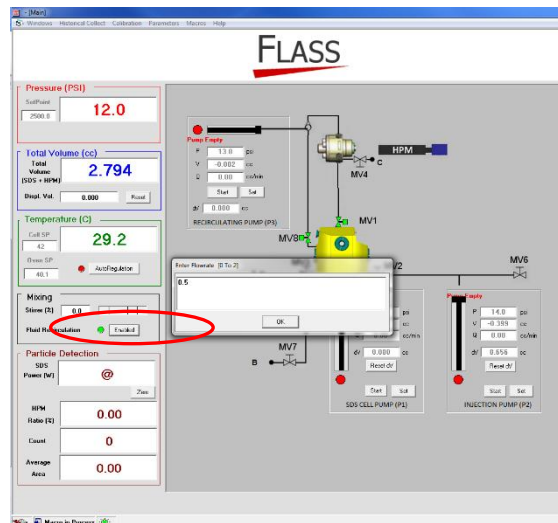 [Main]
Windows Historical Collect Calibration Parameters Macros Help
FLASS
Pressure (PSI)
SetPoint
2500.0
12.0
Total Volume (cc)
Total
Volume
(SDS + HPM)
2.794
Displ. Vol.
0.000
Reset
Temperature (C)
Cell SP
42
29.2
Oven SP
40.1
AutoRegulation
Mixing
Stirrer (%)
0.0
Fluid
Enabled
Particle Detection
SDS
Power (W)
@
Zero
HPM
Ratio (%)
0.00
Count
0
Average
Area
0.00
Pump Empty
P 13.0 psi
V -0.002 cc
Q 0.00 cc/min
Start Set
dV 0.000 cc
RECIRCULATING PUMP (P3)
HPM
C
MV4
MV1
MV8
MV2
MV6
Enter Flowrate [0 To 2]
0.5
OK
MV7
B
psi
cc
cc/min
dV 0.000 cc
Reset dV
Start Set
SDS CELL PUMP (P1)
Pump Empty
P 14.0 psi
V -0.399 cc
Q 0.00 cc/min
dV 0.656 cc
Reset dV
Start Set
INJECTION PUMP (P2)
Macro in Process